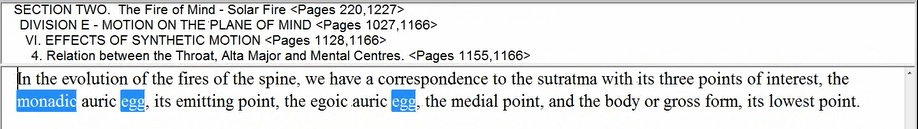 SECTION TWO. The Fire of Mind - Solar Fire <Pages 220,1227>
DIVISION E - MOTION ON THE PLANE OF MIND <Pages 1027,1166>
VI. EFFECTS OF SYNTHETIC MOTION <Pages 1128,1166>
4. Relation between the Throat, Alta Major and Mental Centres. <Pages 1155,1166>
In the evolution of the fires of the spine, we have a correspondence to the sutratma with its three points of interest, the
monadic auric egg, its emitting point, the egoic auric egg, the medial point, and the body or gross form, its lowest point.